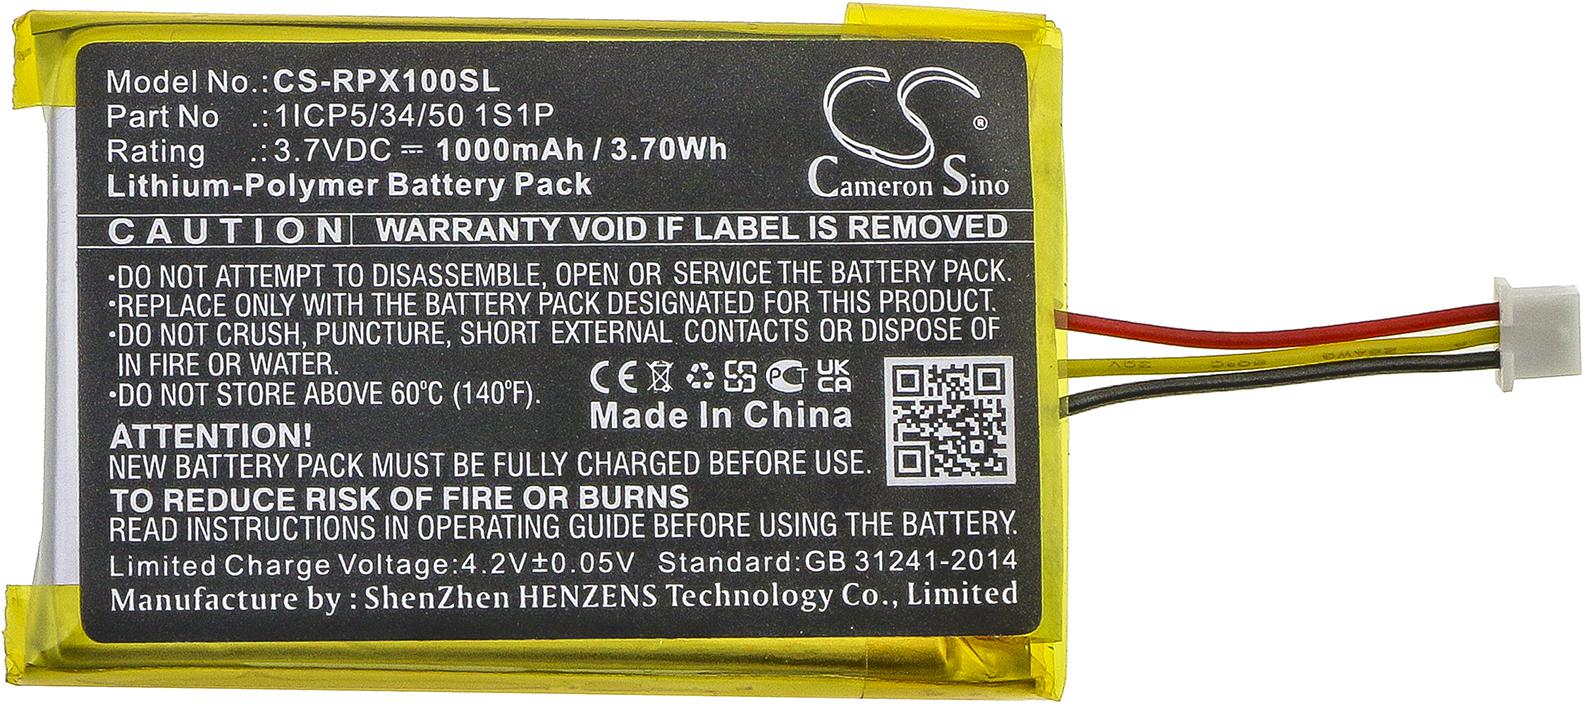 Model No.: CS-RPX100SL
Part No .: 1ICP5/34/50 1S1P
Rating .: 3.7VDC ⎓ 1000mAh / 3.70Wh
Lithium-Polymer Battery Pack
CS ®
Cameron Sino
CAUTION WARRANTY VOID IF LABEL IS REMOVED
•DO NOT ATTEMPT TO DISASSEMBLE, OPEN OR SERVICE THE BATTERY PACK.
•REPLACE ONLY WITH THE BATTERY PACK DESIGNATED FOR THIS PRODUCT.
•DO NOT CRUSH, PUNCTURE, SHORT EXTERNAL CONTACTS OR DISPOSE OF
IN FIRE OR WATER.
•DO NOT STORE ABOVE 60ºC (140ºF).
CE PCT UK CA
Made In China
ATTENTION!
NEW BATTERY PACK MUST BE FULLY CHARGED BEFORE USE.
TO REDUCE RISK OF FIRE OR BURNS
READ INSTRUCTIONS IN OPERATING GUIDE BEFORE USING THE BATTERY.
Limited Charge Voltage:4.2V±0.05V Standard:GB 31241-2014
Manufacture by : ShenZhen HENZENS Technology Co., Limited